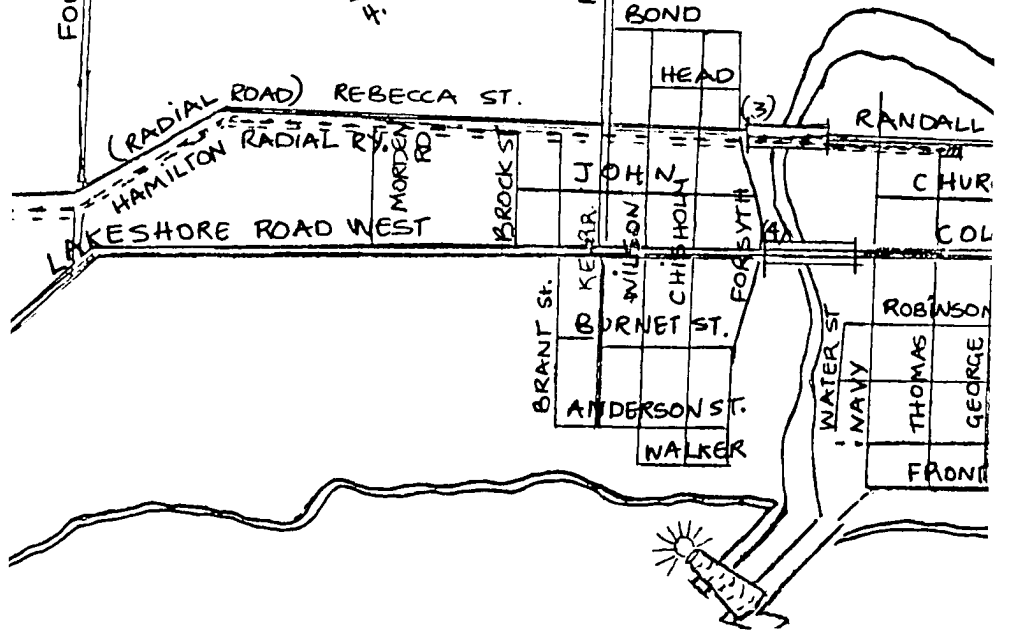 4.
BOND
HEAD
(3)
(RADIAL ROAD) REBECCA ST.
RANDALL
HAMILTON RADIAL RY.
MORDEN RD
BROCK ST
JOHN
LAKESHORE ROAD WEST
KERR
WILSON
CHISHOLM
FORSYTH
(4)
BRANT St.
BURNET ST.
ROBINSON
WATER ST
NAVY
THOMAS
GEORGE
ANDERSON ST.
WALKER
FRONT